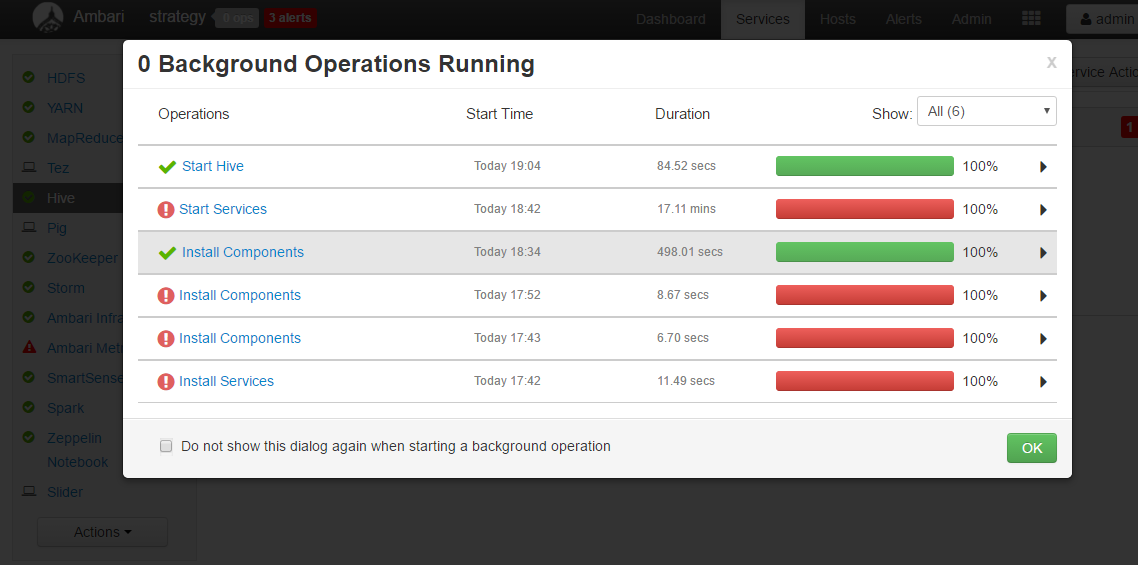 Ambari strategy 0 ops 3 alerts Dashboard Services Hosts Alerts Admin admin
0 Background Operations Running x
Operations Start Time Duration Show: All (6)
Start Hive Today 19:04 84.52 secs 100%
Start Services Today 18:42 17.11 mins 100%
Install Components Today 18:34 498.01 secs 100%
Install Components Today 17:52 8.67 secs 100%
Install Components Today 17:43 6.70 secs 100%
Install Services Today 17:42 11.49 secs 100%
Do not show this dialog again when starting a background operation OK
HDFS
YARN
MapReduce
Tez
Hive
Pig
ZooKeeper
Storm
Ambari Infra
Ambari Met
SmartSense
Spark
Zeppelin
Notebook
Slider
Actions
ervice Actio
1